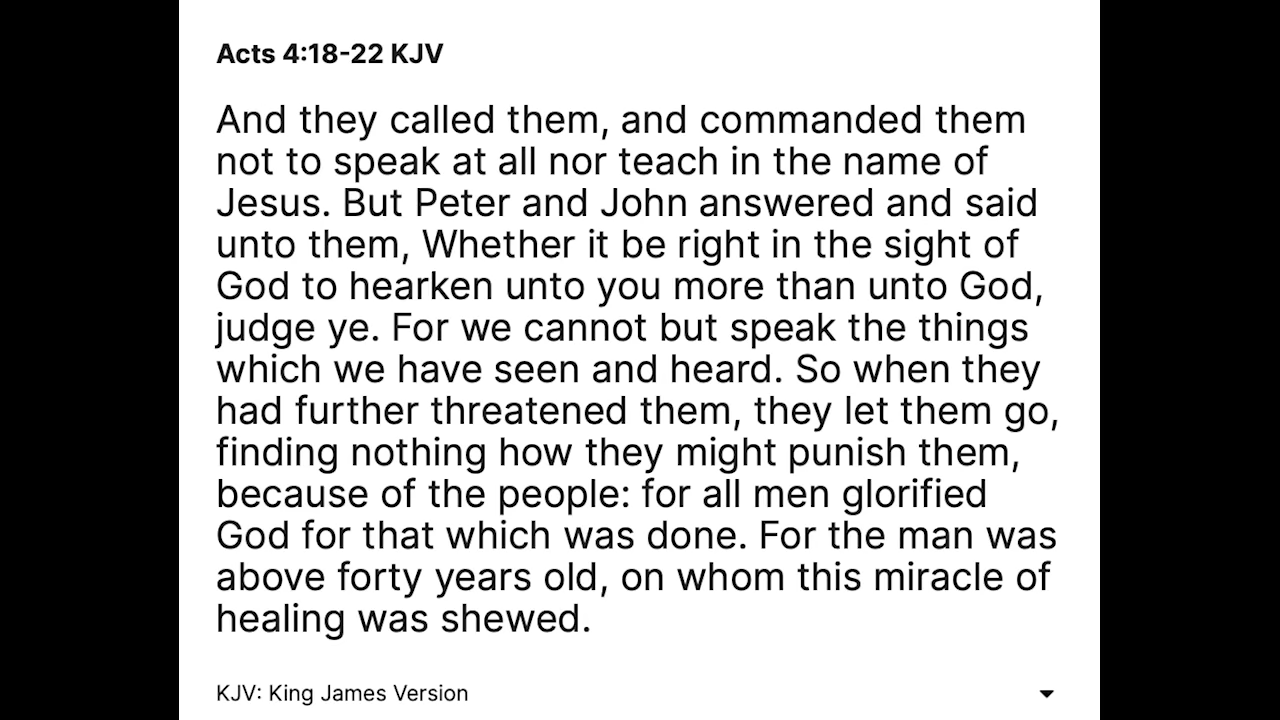 Acts 4:18-22 KJV
And they called them, and commanded them
not to speak at all nor teach in the name of
Jesus. But Peter and John answered and said
unto them, Whether it be right in the sight of
God to hearken unto you more than unto God,
judge ye. For we cannot but speak the things
which we have seen and heard. So when they
had further threatened them, they let them go,
finding nothing how they might punish them,
because of the people: for all men glorified
God for that which was done. For the man was
above forty years old, on whom this miracle of
healing was shewed.
KJV: King James Version